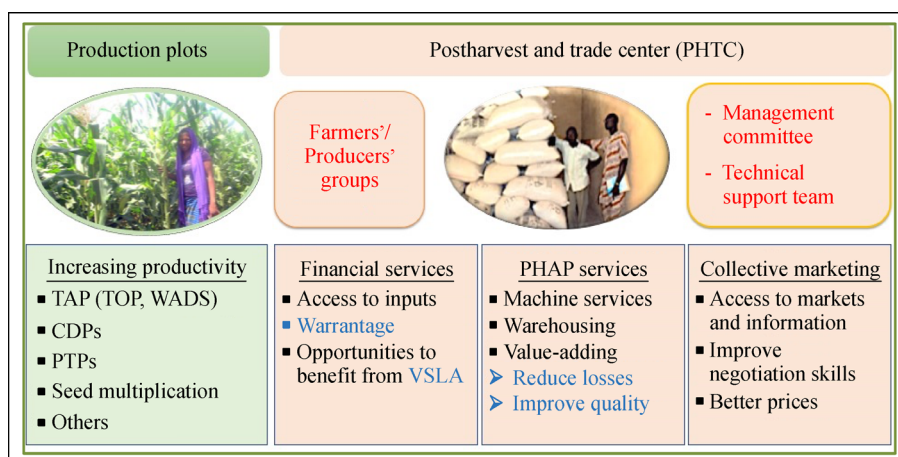 Production plots
Postharvest and trade center (PHTC)
Farmers’/
Producers’
groups
- Management
committee
- Technical
support team
Increasing productivity
▪ TAP (TOP, WADS)
▪ CDPs
▪ PTPs
▪ Seed multiplication
▪ Others
Financial services
▪ Access to inputs
▪ Warrantage
▪ Opportunities to
benefit from VSLA
PHAP services
▪ Machine services
▪ Warehousing
▪ Value-adding
➢ Reduce losses
➢ Improve quality
Collective marketing
▪ Access to markets
and information
▪ Improve
negotiation skills
▪ Better prices